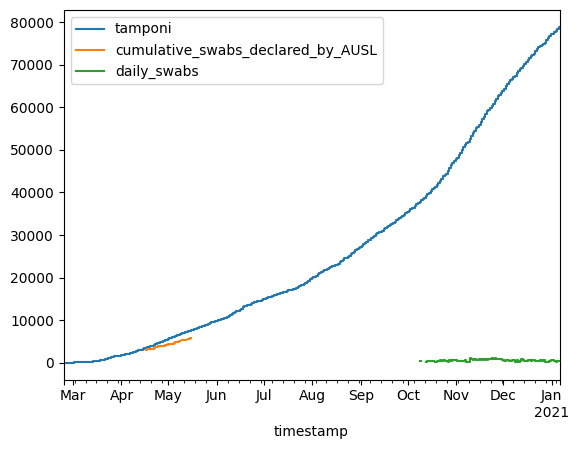 tamponi
cumulative_swabs_declared_by_AUSL
daily_swabs
80000
70000
60000
50000
40000
30000
20000
10000
0
Mar Apr May Jun Jul Aug Sep Oct Nov Dec Jan
2021
timestamp